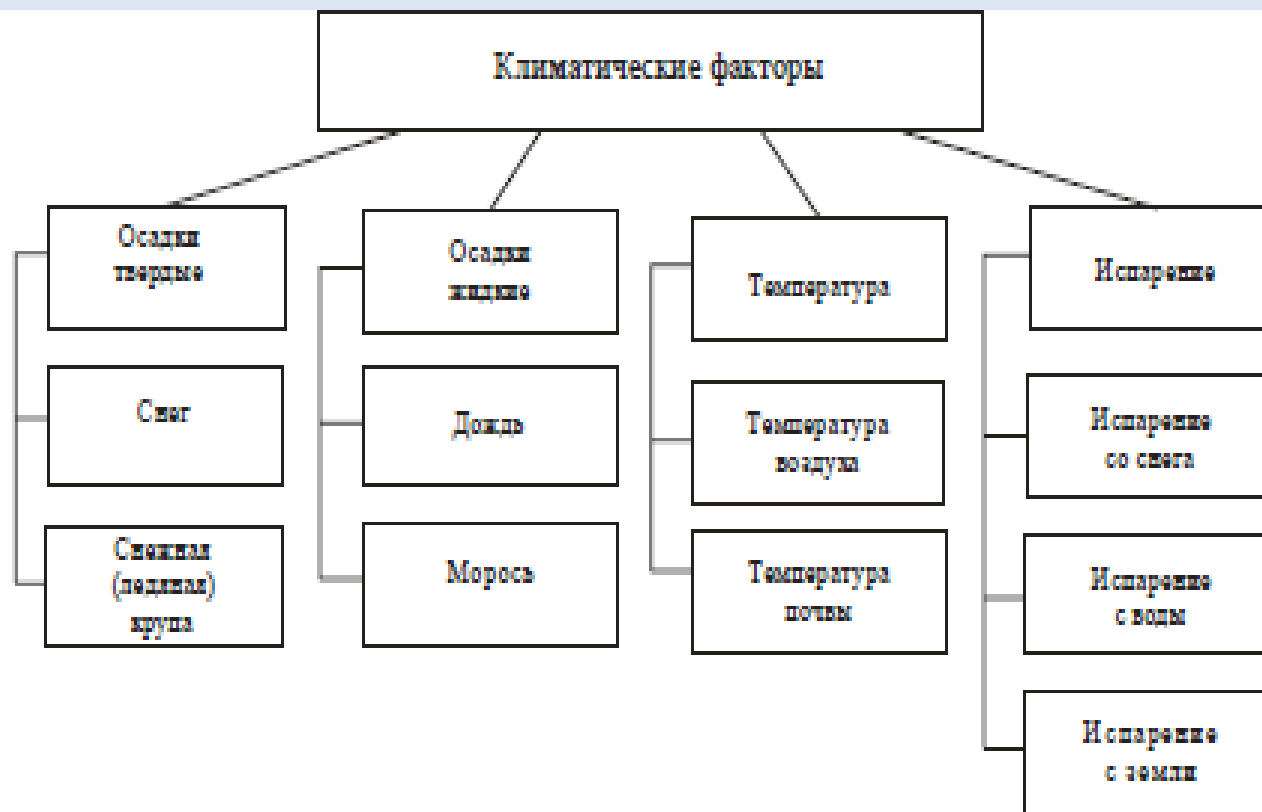 Климатические факторы
Осадки
твердые
Снег
Снежная
(ледяная)
крупа
Осадки
жидкие
Дождь
Морось
Температура
Температура
воздуха
Температура
почвы
Испарение
Испарение
со снега
Испарение
с воды
Испарение
с земли